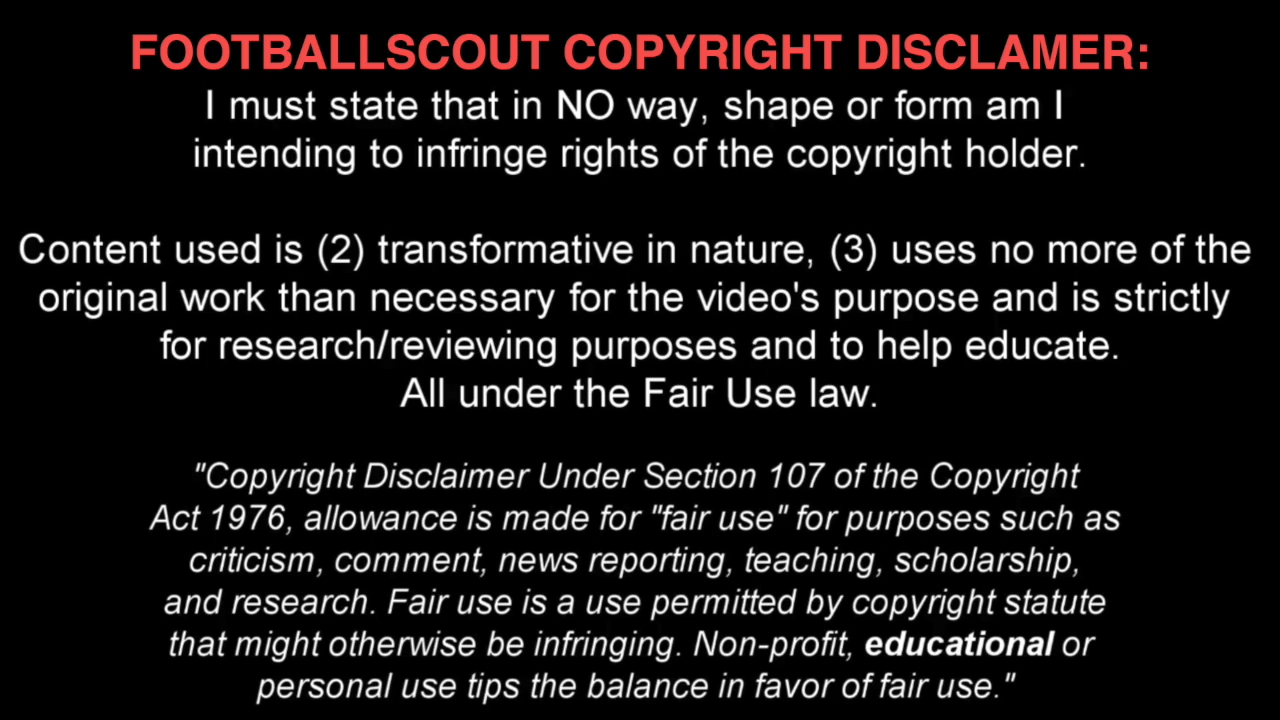 FOOTBALLSCOUT COPYRIGHT DISCLAMER:
I must state that in NO way, shape or form am I
intending to infringe rights of the copyright holder.
Content used is (2) transformative in nature, (3) uses no more of the
original work than necessary for the video's purpose and is strictly
for research/reviewing purposes and to help educate.
All under the Fair Use law.
"Copyright Disclaimer Under Section 107 of the Copyright
Act 1976, allowance is made for "fair use" for purposes such as
criticism, comment, news reporting, teaching, scholarship,
and research. Fair use is a use permitted by copyright statute
that might otherwise be infringing. Non-profit, educational or
personal use tips the balance in favor of fair use."